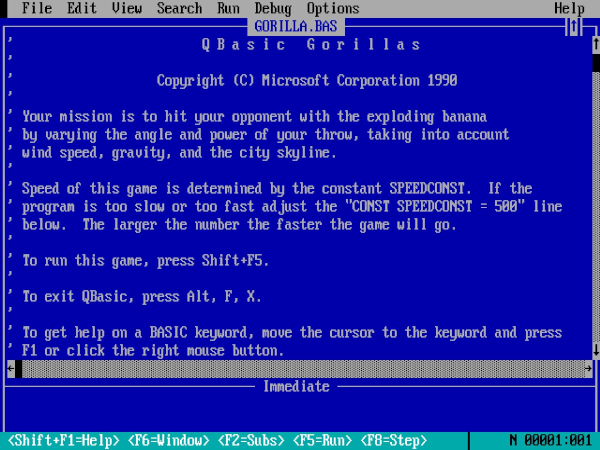 File Edit View Search Run Debug Options Help
GORILLA.BAS
' Q B a s i c   G o r i l l a s
'
' Copyright (C) Microsoft Corporation 1990
'
' Your mission is to hit your opponent with the exploding banana
' by varying the angle and power of your throw, taking into account
' wind speed, gravity, and the city skyline.
'
' Speed of this game is determined by the constant SPEEDCONST.  If the
' program is too slow or too fast adjust the "CONST SPEEDCONST = 500" line
' below.  The larger the number the faster the game will go.
'
' To run this game, press Shift+F5.
'
' To exit QBasic, press Alt, F, X.
'
' To get help on a BASIC keyword, move the cursor to the keyword and press
' F1 or click the right mouse button.
Immediate
<Shift+F1=Help> <F6=Window> <F2=Subs> <F5=Run> <F8=Step> N 00001:001